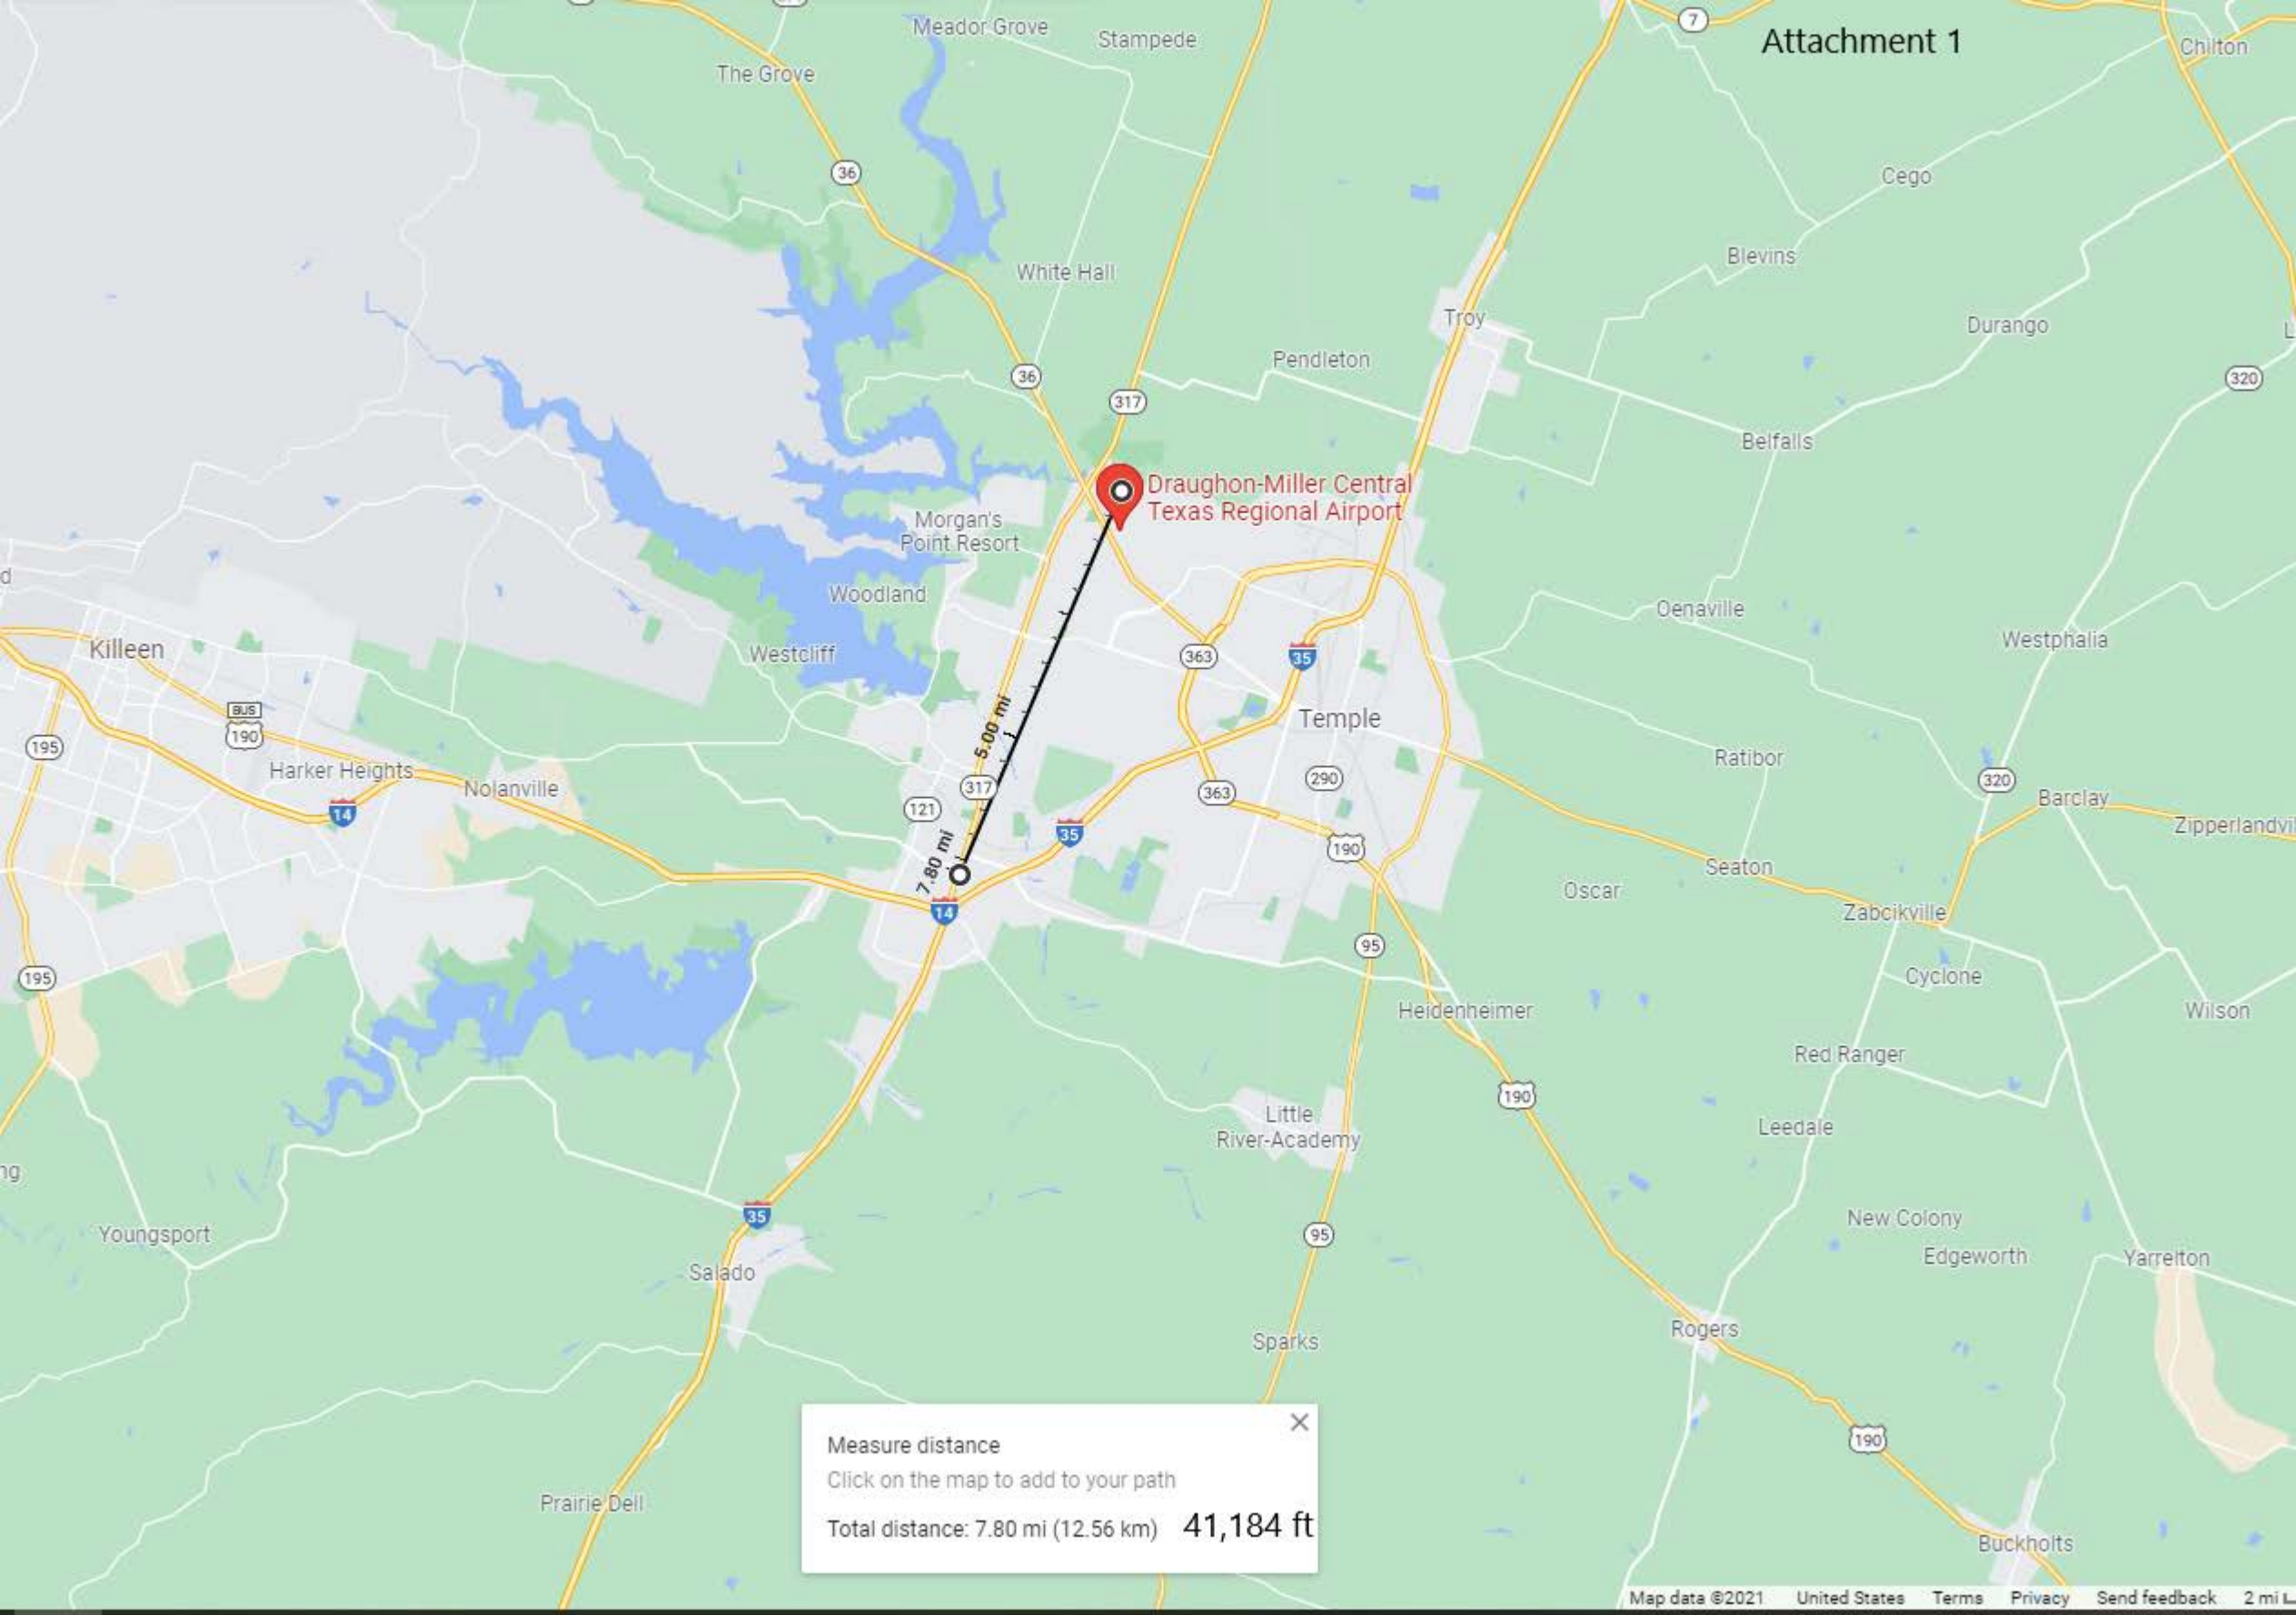 Meador Grove
Stampede
7
Attachment 1
Chilton
The Grove
36
Cego
White Hall
Blevins
Troy
Durango
Pendleton
36
317
320
Belfalls
Draughon-Miller Central
Texas Regional Airport
Morgan's
Point Resort
d
Woodland
Oenaville
Westphalia
Killeen
Westcliff
363
35
BUS
190
195
5.00 mi
Temple
Ratibor
Harker Heights
Nolanville
317
290
320
14
121
363
Barclay
35
Zipperlandvil
7.80 mi
190
Seaton
Oscar
14
Zabcikville
95
195
Cyclone
Heidenheimer
Wilson
Red Ranger
190
Little
River-Academy
Leedale
ng
35
New Colony
Youngsport
95
Edgeworth
Yarrelton
Salado
Rogers
Sparks
Measure distance
Click on the map to add to your path
190
Prairie Dell
Total distance: 7.80 mi (12.56 km) 41,184 ft
Buckholts
Map data ©2021 United States Terms Privacy Send feedback 2 mi